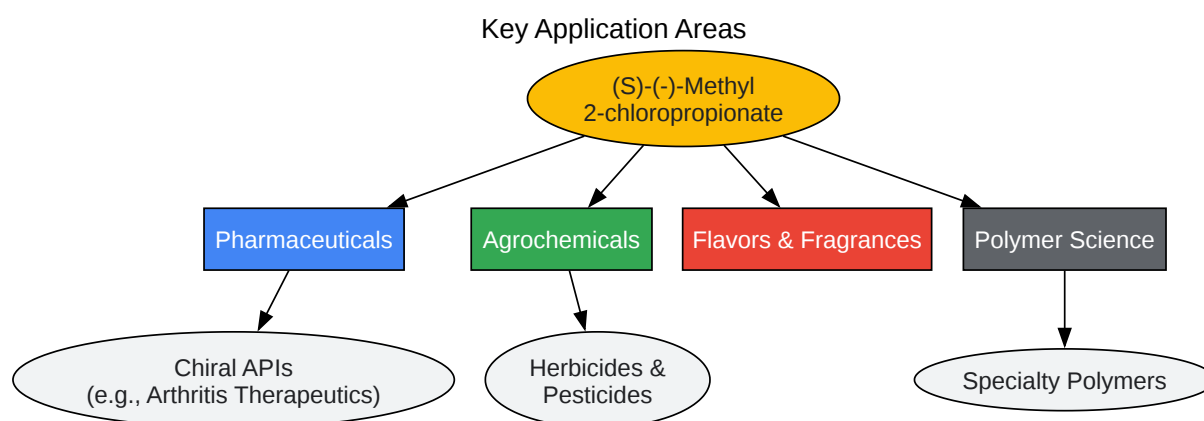 Key Application Areas
(S)-(-)-Methyl
2-chloropropionate
Pharmaceuticals
Agrochemicals
Flavors & Fragrances
Polymer Science
Chiral APIs
(e.g., Arthritis Therapeutics)
Herbicides &
Pesticides
Specialty Polymers